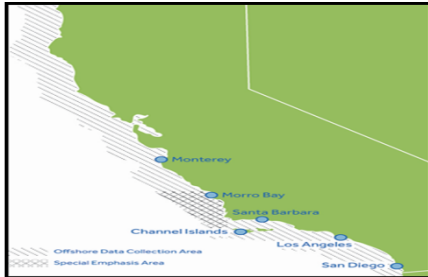 Monterey
Morro Bay
Santa Barbara
Channel Islands
Los Angeles
Offshore Data Collection Area
Special Emphasis Area
San Diego